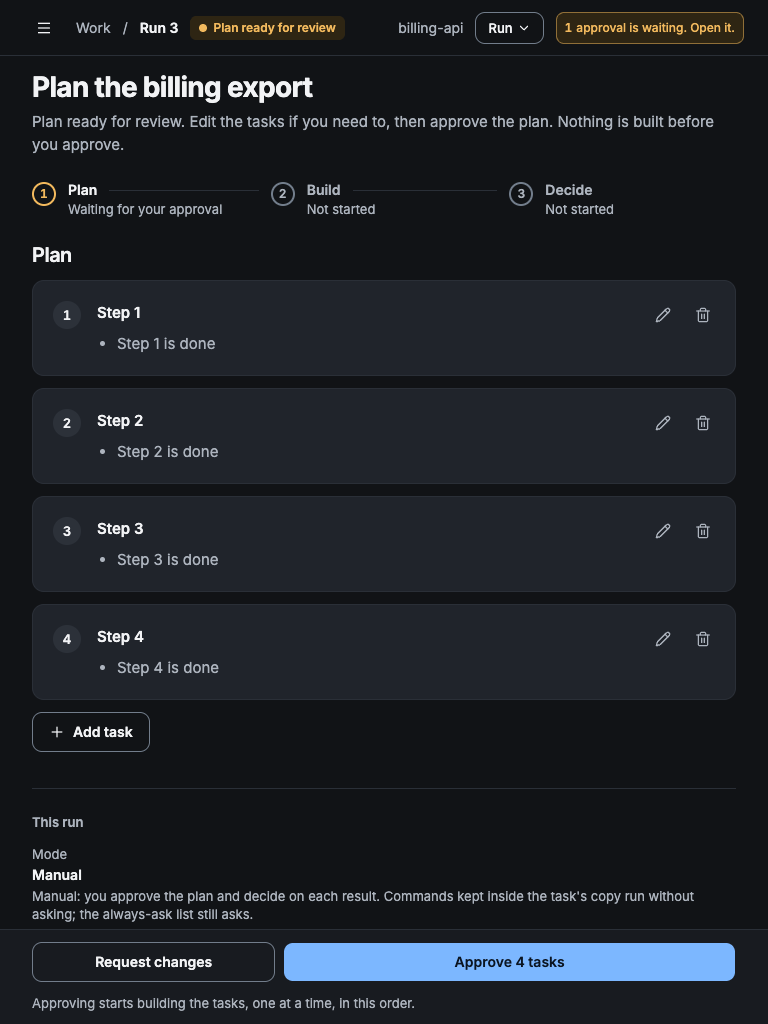 Work / Run 3
Plan ready for review
billing-api
Run
1 approval is waiting. Open it.
Plan the billing export
Plan ready for review. Edit the tasks if you need to, then approve the plan. Nothing is built before
you approve.
1
Plan
Waiting for your approval
2
Build
Not started
3
Decide
Not started
Plan
1
Step 1
• Step 1 is done
2
Step 2
• Step 2 is done
3
Step 3
• Step 3 is done
4
Step 4
• Step 4 is done
Add task
This run
Mode
Manual
Manual: you approve the plan and decide on each result. Commands kept inside the task's copy run without
asking; the always-ask list still asks.
Request changes
Approve 4 tasks
Approving starts building the tasks, one at a time, in this order.